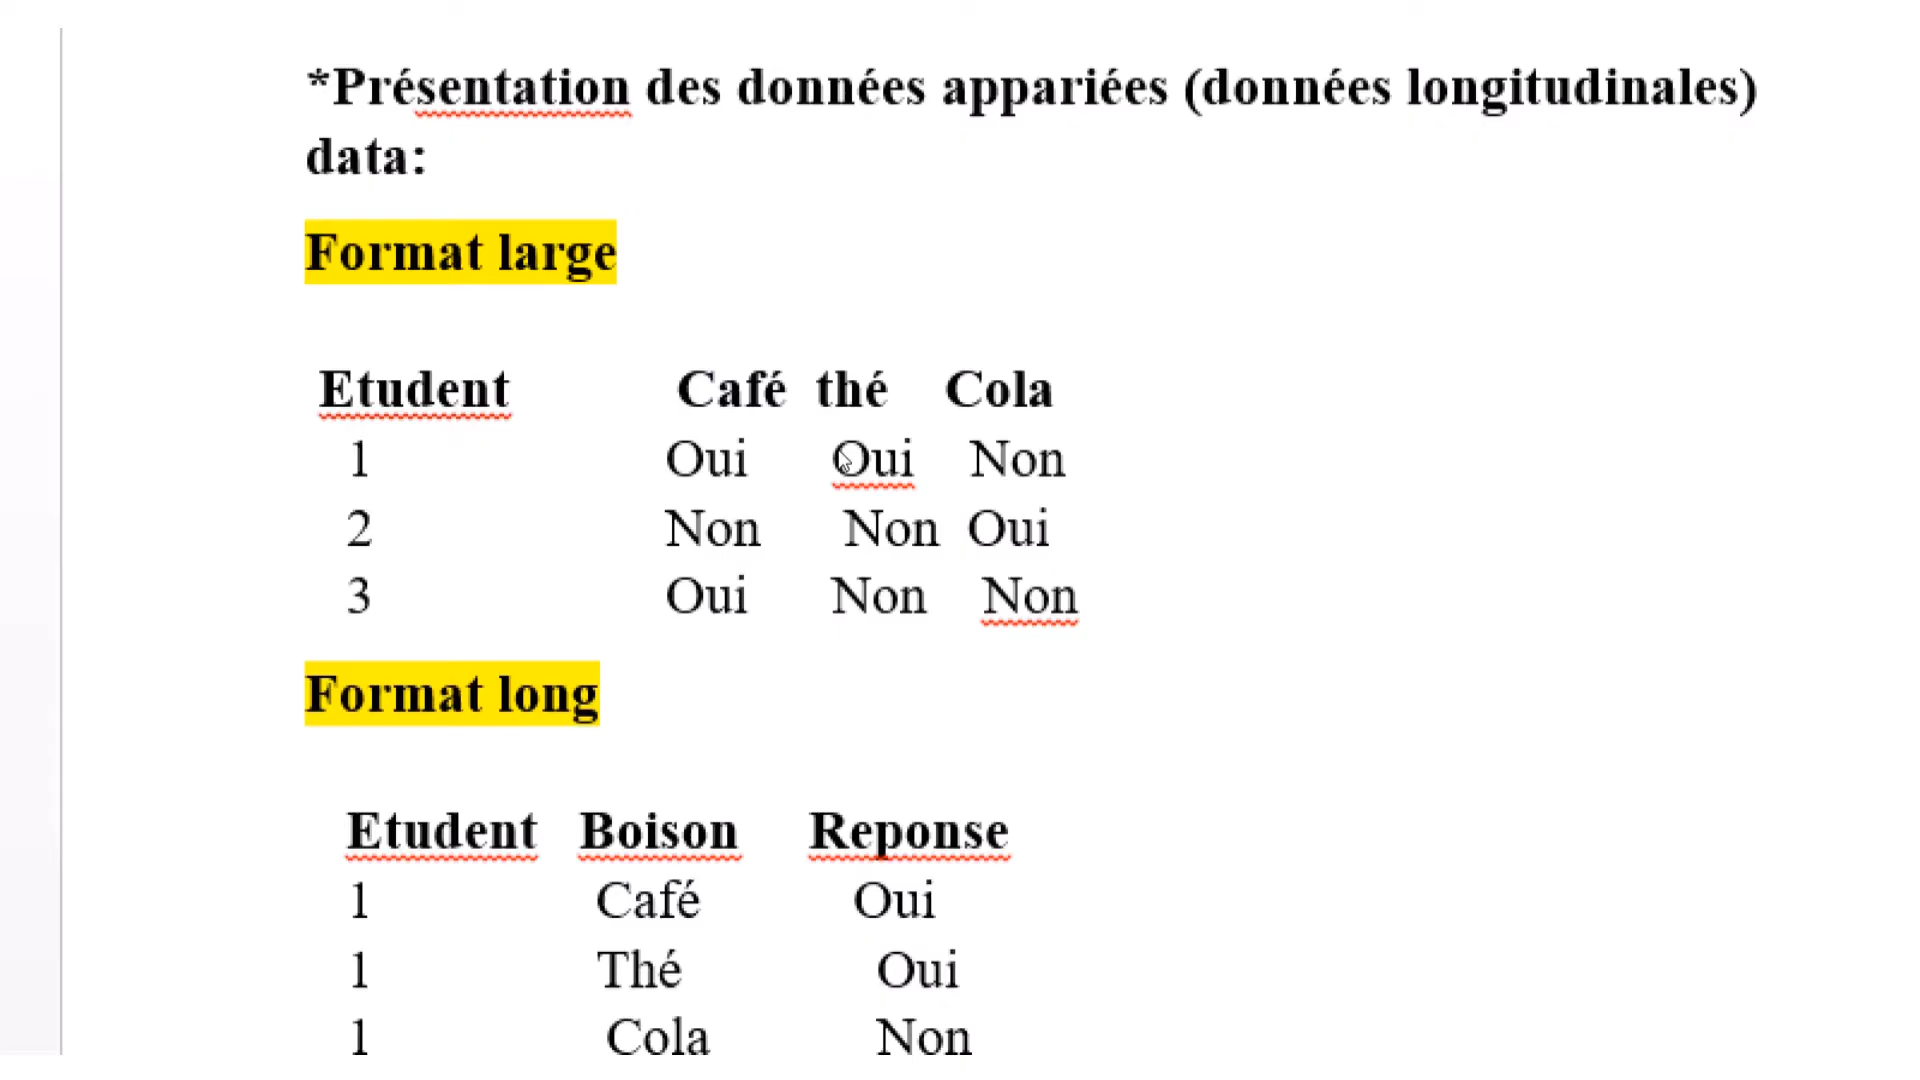 *Présentation des données appariées (données longitudinales)
data:
Format large
Etudent Café thé Cola
1 Oui Oui Non
2 Non Non Oui
3 Oui Non Non
Format long
Etudent Boison Reponse
1 Café Oui
1 Thé Oui
1 Cola Non